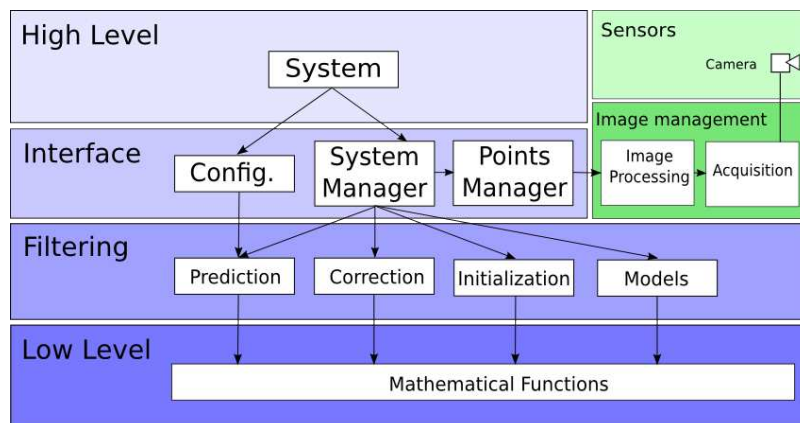 High Level
System
Sensors
Camera
Image management
Interface
Config.
System
Manager
Points
Manager
Image
Processing
Acquisition
Filtering
Prediction
Correction
Initialization
Models
Low Level
Mathematical Functions